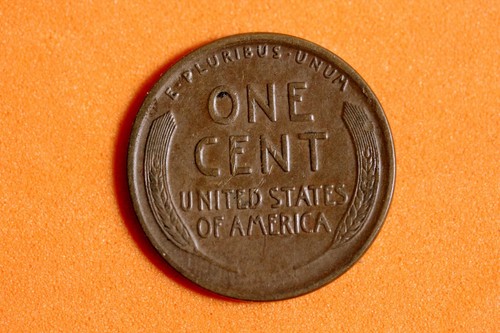 E·PLURIBUS·UNUM
ONE
CENT
UNITED STATES
OF AMERICA